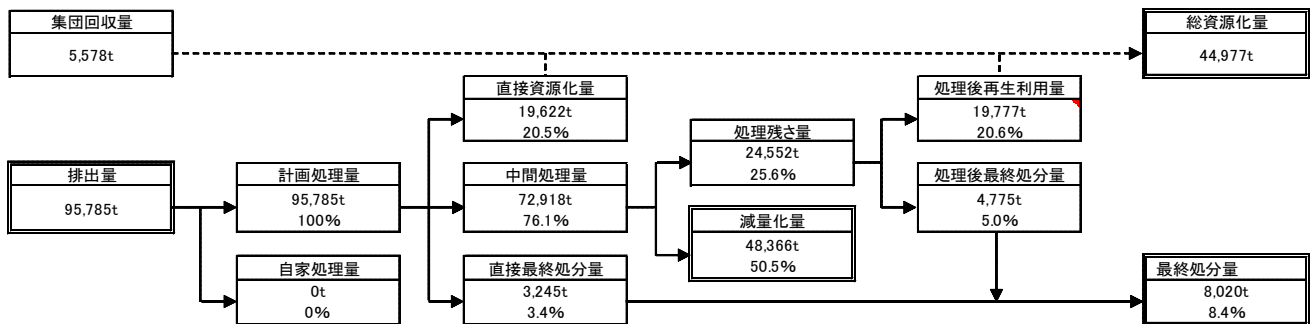 集団回収量
5,578t
総資源化量
44,977t
直接資源化量
19,622t
20.5%
処理後再生利用量
19,777t
20.6%
処理残さ量
24,552t
25.6%
排出量
95,785t
計画処理量
95,785t
100%
中間処理量
72,918t
76.1%
処理後最終処分量
4,775t
5.0%
減量化量
48,366t
50.5%
自家処理量
0t
0%
直接最終処分量
3,245t
3.4%
最終処分量
8,020t
8.4%